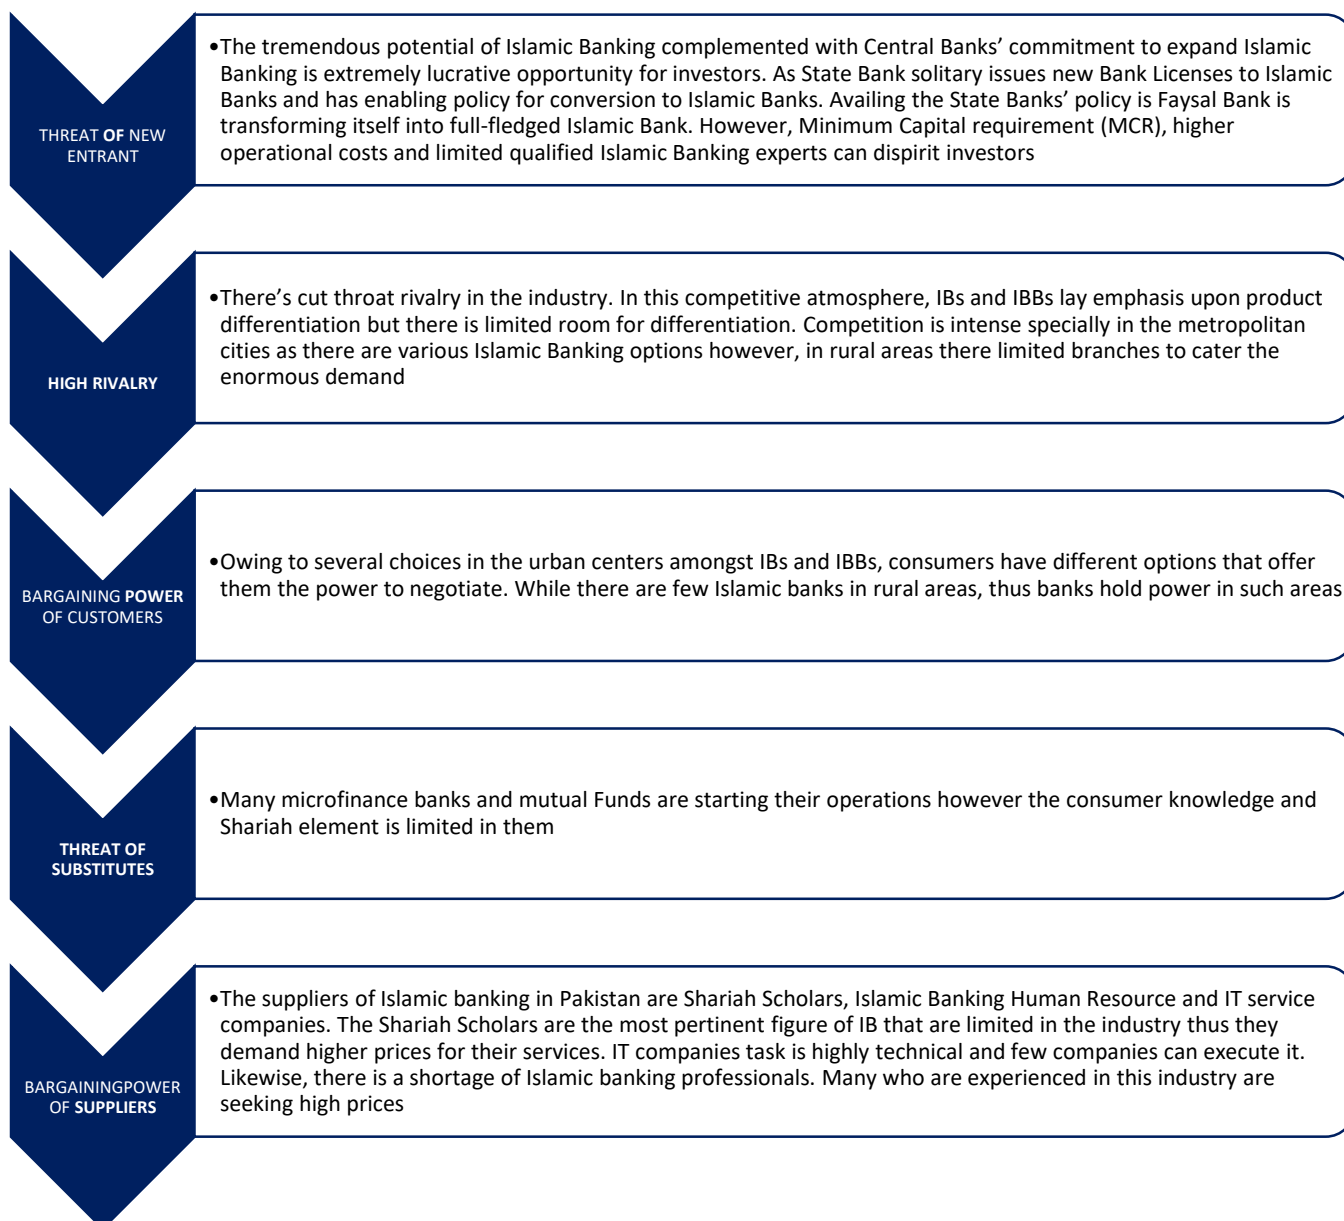 THREAT OF NEW
ENTRANT
•The tremendous potential of Islamic Banking complemented with Central Banks’ commitment to expand Islamic
Banking is extremely lucrative opportunity for investors. As State Bank solitary issues new Bank Licenses to Islamic
Banks and has enabling policy for conversion to Islamic Banks. Availing the State Banks’ policy is Faysal Bank is
transforming itself into full-fledged Islamic Bank. However, Minimum Capital requirement (MCR), higher
operational costs and limited qualified Islamic Banking experts can dispirit investors
HIGH RIVALRY
•There’s cut throat rivalry in the industry. In this competitive atmosphere, IBs and IBBs lay emphasis upon product
differentiation but there is limited room for differentiation. Competition is intense specially in the metropolitan
cities as there are various Islamic Banking options however, in rural areas there limited branches to cater the
enormous demand
BARGAINING POWER
OF CUSTOMERS
•Owing to several choices in the urban centers amongst IBs and IBBs, consumers have different options that offer
them the power to negotiate. While there are few Islamic banks in rural areas, thus banks hold power in such areas
THREAT OF
SUBSTITUTES
•Many microfinance banks and mutual Funds are starting their operations however the consumer knowledge and
Shariah element is limited in them
BARGAININGPOWER
OF SUPPLIERS
•The suppliers of Islamic banking in Pakistan are Shariah Scholars, Islamic Banking Human Resource and IT service
companies. The Shariah Scholars are the most pertinent figure of IB that are limited in the industry thus they
demand higher prices for their services. IT companies task is highly technical and few companies can execute it.
Likewise, there is a shortage of Islamic banking professionals. Many who are experienced in this industry are
seeking high prices